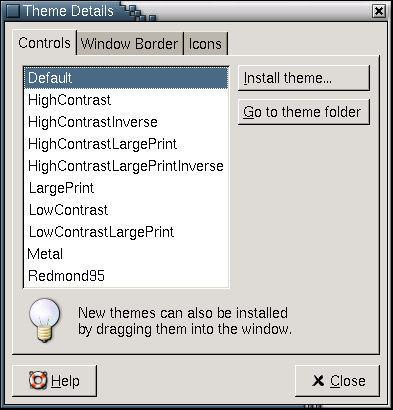 Theme Details
Controls Window Border Icons
Default
HighContrast
HighContrastInverse
HighContrastLargePrint
HighContrastLargePrintInverse
LargePrint
LowContrast
LowContrastLargePrint
Metal
Redmond95
Install theme...
Go to theme folder
New themes can also be installed
by dragging them into the window.
Help
Close